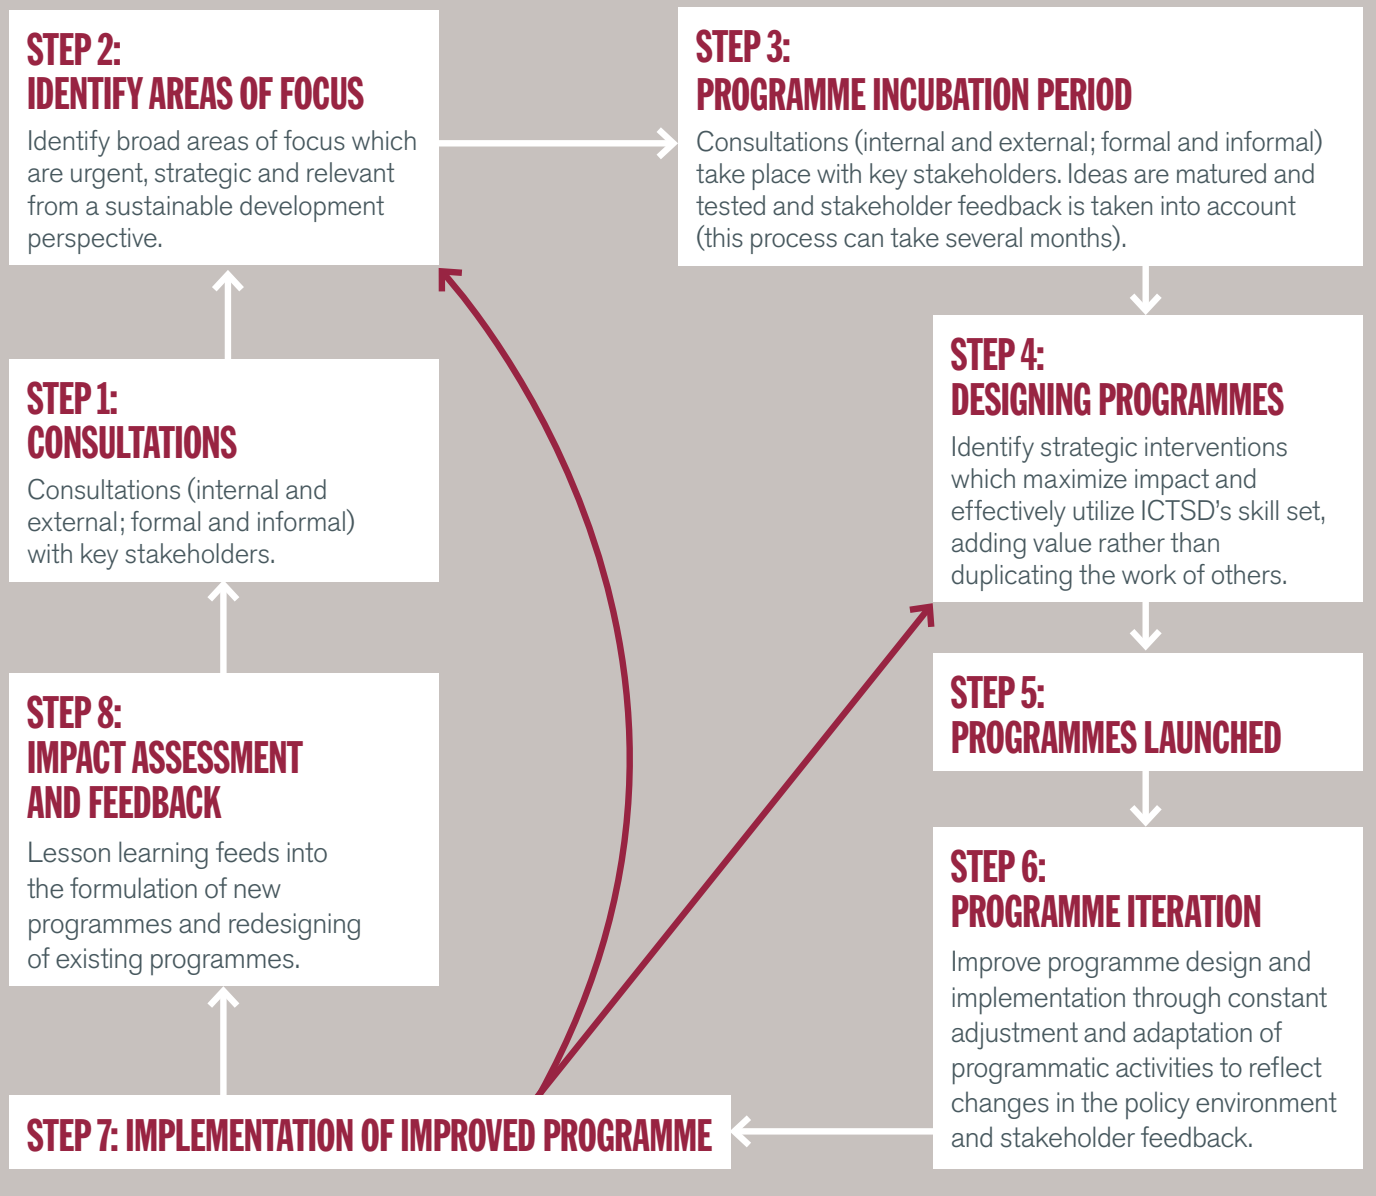 STEP 2:
IDENTIFY AREAS OF FOCUS
Identify broad areas of focus which
are urgent, strategic and relevant
from a sustainable development
perspective.
STEP 3:
PROGRAMME INCUBATION PERIOD
Consultations (internal and external; formal and informal)
take place with key stakeholders. Ideas are matured and
tested and stakeholder feedback is taken into account
(this process can take several months).
STEP 1:
CONSULTATIONS
Consultations (internal and
external; formal and informal)
with key stakeholders.
STEP 4:
DESIGNING PROGRAMMES
Identify strategic interventions
which maximize impact and
effectively utilize ICTSD’s skill set,
adding value rather than
duplicating the work of others.
STEP 5:
PROGRAMMES LAUNCHED
STEP 8:
IMPACT ASSESSMENT
AND FEEDBACK
Lesson learning feeds into
the formulation of new
programmes and redesigning
of existing programmes.
STEP 6:
PROGRAMME ITERATION
Improve programme design and
implementation through constant
adjustment and adaptation of
programmatic activities to reflect
changes in the policy environment
and stakeholder feedback.
STEP 7: IMPLEMENTATION OF IMPROVED PROGRAMME